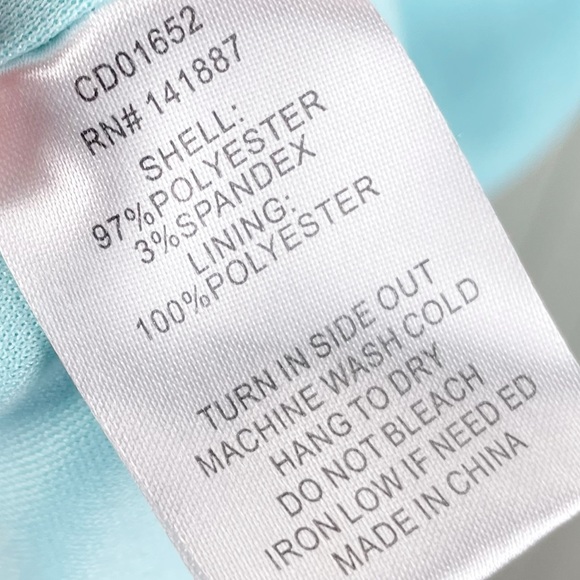 CD01652
RN# 141887
SHELL:
97%POLYESTER
3%SPANDEX
LINING:
100%POLYESTER
TURN IN SIDE OUT
MACHINE WASH COLD
HANG TO DRY
DO NOT BLEACH
IRON LOW IF NEED ED
MADE IN CHINA